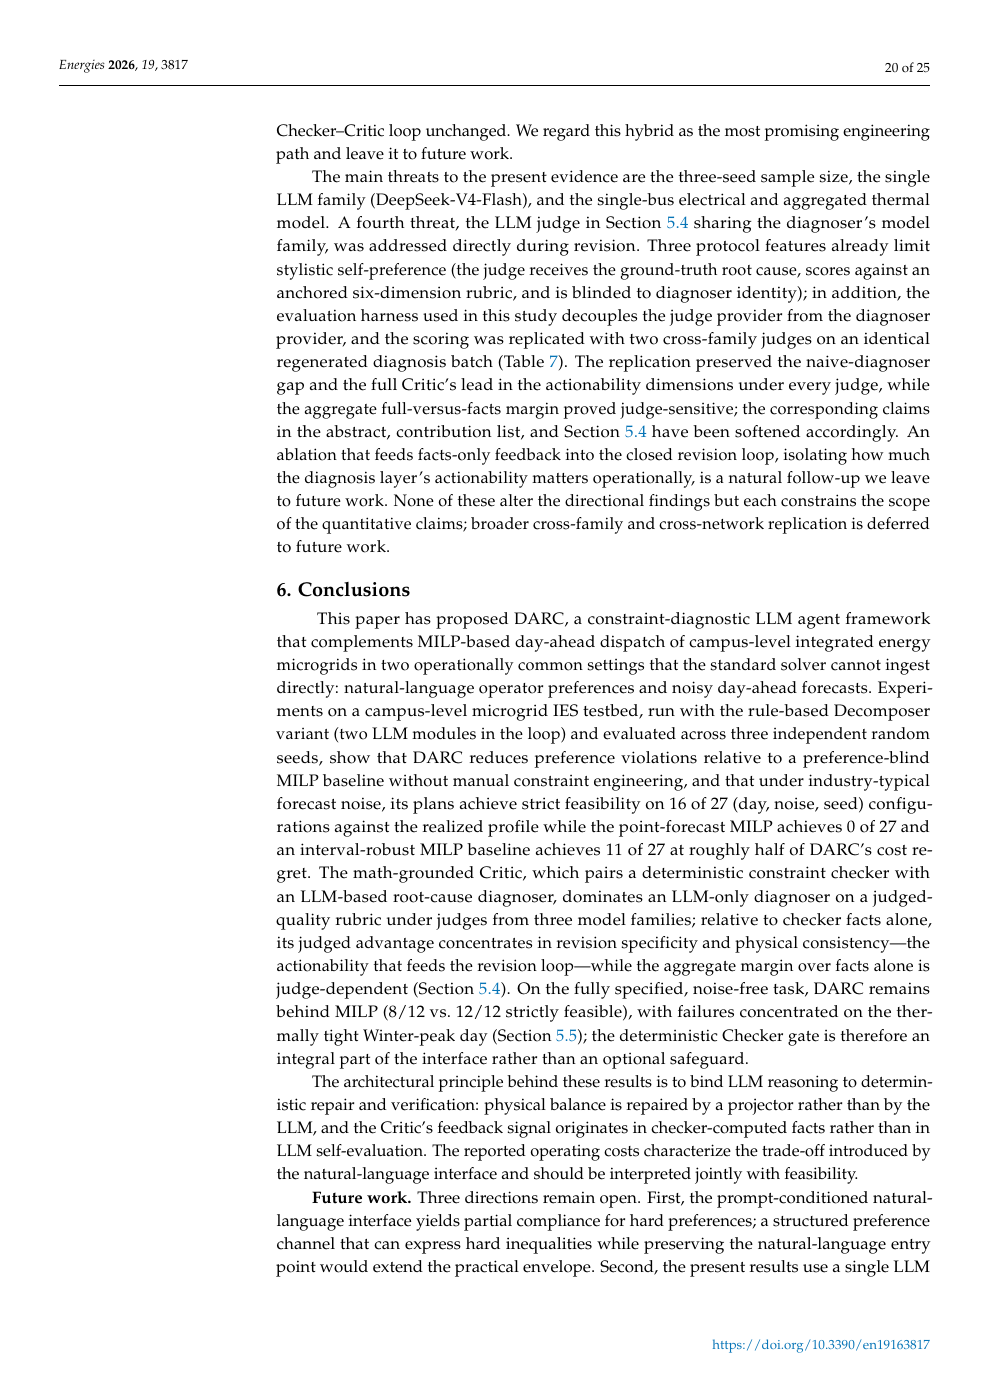 Energies 2026, 19, 3817
20 of 25
Checker–Critic loop unchanged. We regard this hybrid as the most promising engineering
path and leave it to future work.
The main threats to the present evidence are the three-seed sample size, the single
LLM family (DeepSeek-V4-Flash), and the single-bus electrical and aggregated thermal
model. A fourth threat, the LLM judge in Section 5.4 sharing the diagnoser’s model
family, was addressed directly during revision. Three protocol features already limit
stylistic self-preference (the judge receives the ground-truth root cause, scores against an
anchored six-dimension rubric, and is blinded to diagnoser identity); in addition, the
evaluation harness used in this study decouples the judge provider from the diagnoser
provider, and the scoring was replicated with two cross-family judges on an identical
regenerated diagnosis batch (Table 7). The replication preserved the naive-diagnoser
gap and the full Critic’s lead in the actionability dimensions under every judge, while
the aggregate full-versus-facts margin proved judge-sensitive; the corresponding claims
in the abstract, contribution list, and Section 5.4 have been softened accordingly. An
ablation that feeds facts-only feedback into the closed revision loop, isolating how much
the diagnosis layer’s actionability matters operationally, is a natural follow-up we leave
to future work. None of these alter the directional findings but each constrains the scope
of the quantitative claims; broader cross-family and cross-network replication is deferred
to future work.
6. Conclusions
This paper has proposed DARC, a constraint-diagnostic LLM agent framework
that complements MILP-based day-ahead dispatch of campus-level integrated energy
microgrids in two operationally common settings that the standard solver cannot ingest
directly: natural-language operator preferences and noisy day-ahead forecasts. Experi-
ments on a campus-level microgrid IES testbed, run with the rule-based Decomposer
variant (two LLM modules in the loop) and evaluated across three independent random
seeds, show that DARC reduces preference violations relative to a preference-blind
MILP baseline without manual constraint engineering, and that under industry-typical
forecast noise, its plans achieve strict feasibility on 16 of 27 (day, noise, seed) configu-
rations against the realized profile while the point-forecast MILP achieves 0 of 27 and
an interval-robust MILP baseline achieves 11 of 27 at roughly half of DARC’s cost re-
gret. The math-grounded Critic, which pairs a deterministic constraint checker with
an LLM-based root-cause diagnoser, dominates an LLM-only diagnoser on a judged-
quality rubric under judges from three model families; relative to checker facts alone,
its judged advantage concentrates in revision specificity and physical consistency—the
actionability that feeds the revision loop—while the aggregate margin over facts alone is
judge-dependent (Section 5.4). On the fully specified, noise-free task, DARC remains
behind MILP (8/12 vs. 12/12 strictly feasible), with failures concentrated on the ther-
mally tight Winter-peak day (Section 5.5); the deterministic Checker gate is therefore an
integral part of the interface rather than an optional safeguard.
The architectural principle behind these results is to bind LLM reasoning to determin-
istic repair and verification: physical balance is repaired by a projector rather than by the
LLM, and the Critic’s feedback signal originates in checker-computed facts rather than in
LLM self-evaluation. The reported operating costs characterize the trade-off introduced by
the natural-language interface and should be interpreted jointly with feasibility.
Future work. Three directions remain open. First, the prompt-conditioned natural-
language interface yields partial compliance for hard preferences; a structured preference
channel that can express hard inequalities while preserving the natural-language entry
point would extend the practical envelope. Second, the present results use a single LLM
https://doi.org/10.3390/en19163817